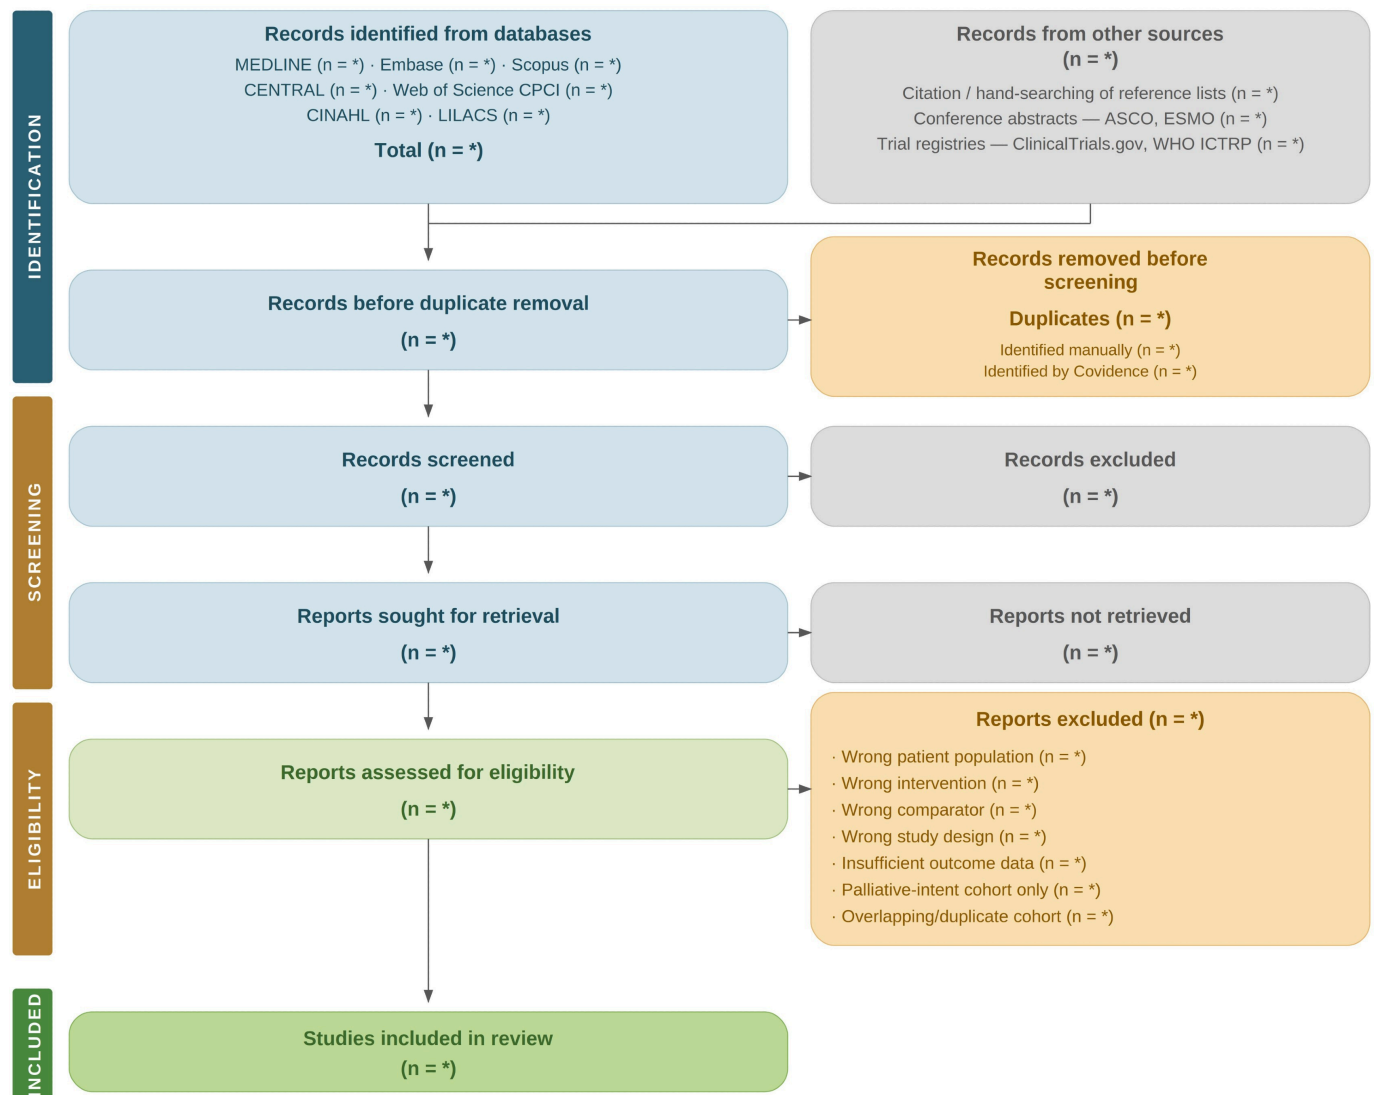 IDENTIFICATION
Records identified from databases
MEDLINE (n = *) · Embase (n = *) · Scopus (n = *)
CENTRAL (n = *) · Web of Science CPCI (n = *)
CINAHL (n = *) · LILACS (n = *)
Total (n = *)
Records from other sources
(n = *)
Citation / hand-searching of reference lists (n = *)
Conference abstracts — ASCO, ESMO (n = *)
Trial registries — ClinicalTrials.gov, WHO ICTRP (n = *)
Records before duplicate removal
(n = *)
Records removed before
screening
Duplicates (n = *)
Identified manually (n = *)
Identified by Covidence (n = *)
SCREENING
Records screened
(n = *)
Records excluded
(n = *)
Reports sought for retrieval
(n = *)
Reports not retrieved
(n = *)
ELIGIBILITY
Reports assessed for eligibility
(n = *)
Reports excluded (n = *)
· Wrong patient population (n = *)
· Wrong intervention (n = *)
· Wrong comparator (n = *)
· Wrong study design (n = *)
· Insufficient outcome data (n = *)
· Palliative-intent cohort only (n = *)
· Overlapping/duplicate cohort (n = *)
INCLUDED
Studies included in review
(n = *)